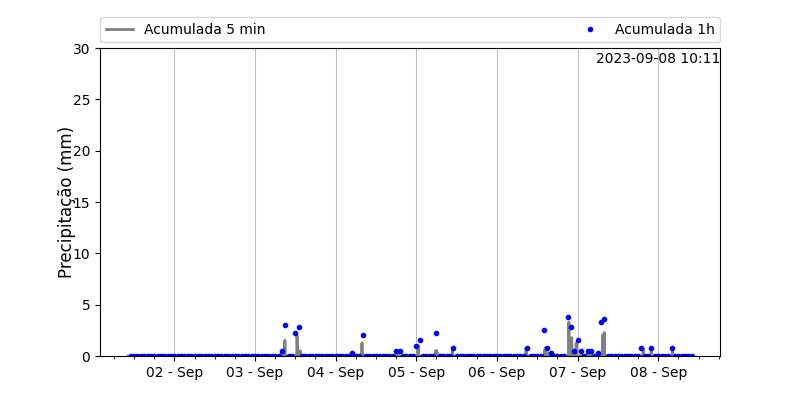 Acumulada 5 min
Acumulada 1h
2023-09-08 10:11
Precipitação (mm)
30
25
20
15
10
5
0
02 - Sep
03 - Sep
04 - Sep
05 - Sep
06 - Sep
07 - Sep
08 - Sep